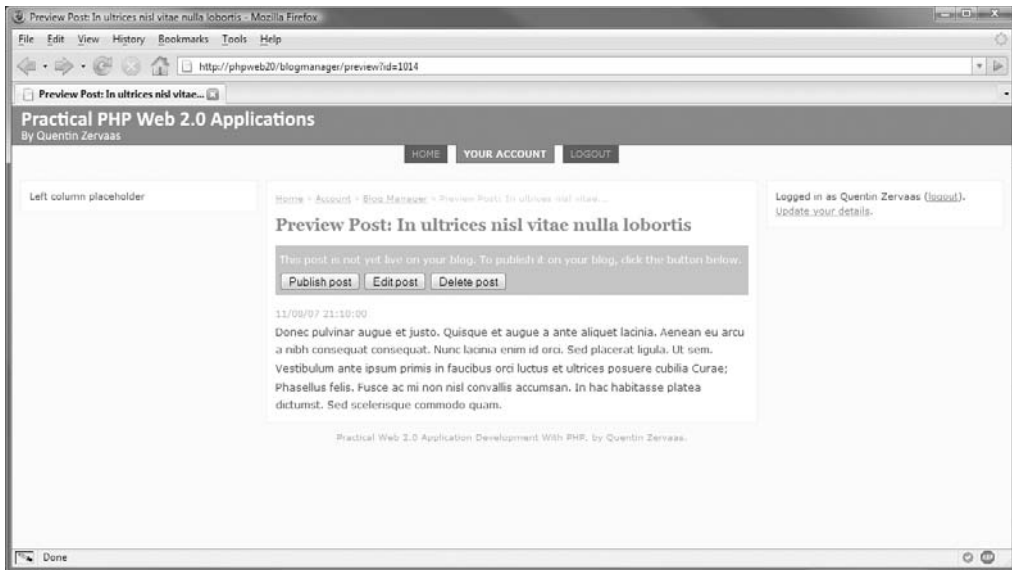 Preview Post: In ultrices nisl vitae nulla lobortis - Mozilla Firefox
File Edit View History Bookmarks Tools Help
http://phpweb20/blogmanager/preview?id=1014
Preview Post: In ultrices nisl vitae...
Practical PHP Web 2.0 Applications
By Quentin Zervaas
HOME YOUR ACCOUNT LOGOUT
Left column placeholder
Home » Account » Blog Manager » Preview Post: In ultrices nisl vitae...
Preview Post: In ultrices nisl vitae nulla lobortis
This post is not yet live on your blog. To publish it on your blog, click the button below.
Publish post Edit post Delete post
11/08/07 21:10:00
Donec pulvinar augue et justo. Quisque et augue a ante aliquet lacinia. Aenean eu arcu
a nibh consequat consequat. Nunc lacinia enim id orci. Sed placerat ligula. Ut sem.
Vestibulum ante ipsum primis in faucibus orci luctus et ultrices posuere cubilia Curae;
Phasellus felis. Fusce ac mi non nisl convallis accumsan. In hac habitasse platea
dictumst. Sed scelerisque commodo quam.
Logged in as Quentin Zervaas (logout).
Update your details.
Practical Web 2.0 Application Development With PHP, by Quentin Zervaas.
Done